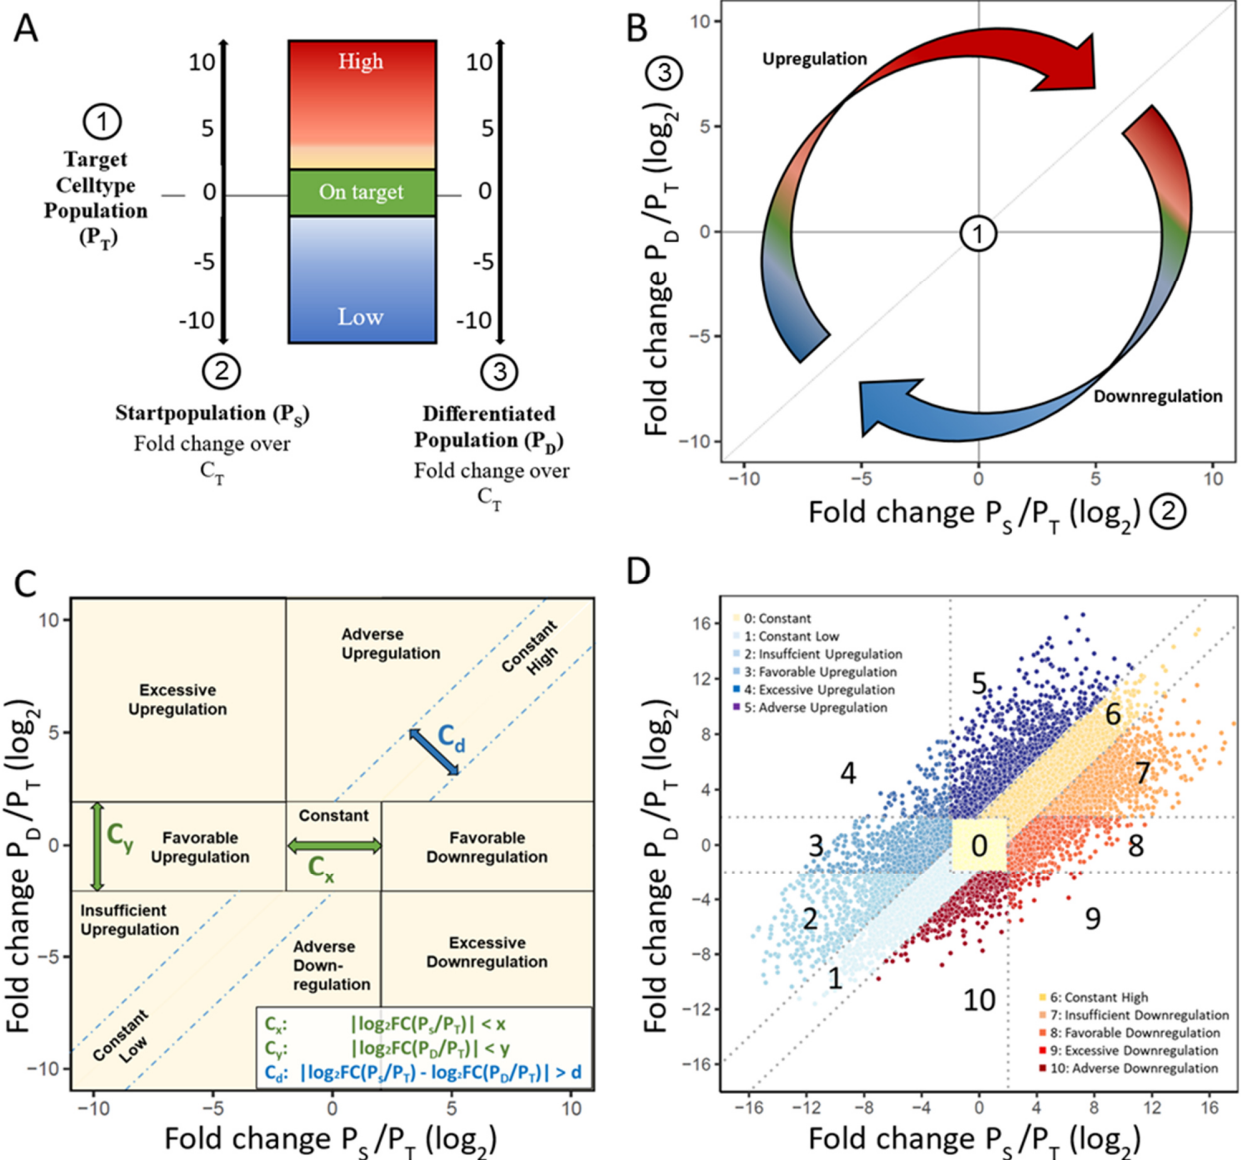 A
10
5
0
-5
-10
High
On target
Low
10
5
0
-5
-10
1
Target
Celltype
Population
(PT)
2
Startpopulation (PS)
Fold change over
CT
3
Differentiated
Population (PD)
Fold change over
CT
B
Fold change PD/PT (log2) 3
10
5
0
−5
−10
Upregulation
1
Downregulation
−10
−5
0
5
10
Fold change PS/PT (log2) 2
C
Fold change PD/PT (log2)
10
5
0
−5
−10
Excessive
Upregulation
Adverse
Upregulation
Constant
High
Cd
Cy
Favorable
Upregulation
Constant
Cx
Favorable
Downregulation
Insufficient
Upregulation
Constant
Low
Adverse
Down-
regulation
Excessive
Downregulation
Cx: |log2FC(PS/PT)| < x
Cy: |log2FC(PD/PT)| < y
Cd: |log2FC(PS/PT) - log2FC(PD/PT)| > d
−10
−5
0
5
10
Fold change PS/PT (log2)
D
Fold change PD/PT (log2)
16
12
8
4
0
−4
−8
−12
−16
0: Constant
1: Constant Low
2: Insuffcient Upregulation
3: Favorable Upregulation
4: Excessive Upregulation
5: Adverse Upregulation
5
6
4
7
3
0
8
2
9
1
10
6: Constant High
7: Insufficient Downregulation
8: Favorable Downregulation
9: Excessive Downregulation
10: Adverse Downregulation
−16
−12
−8
−4
0
4
8
12
16
Fold change PS/PT (log2)